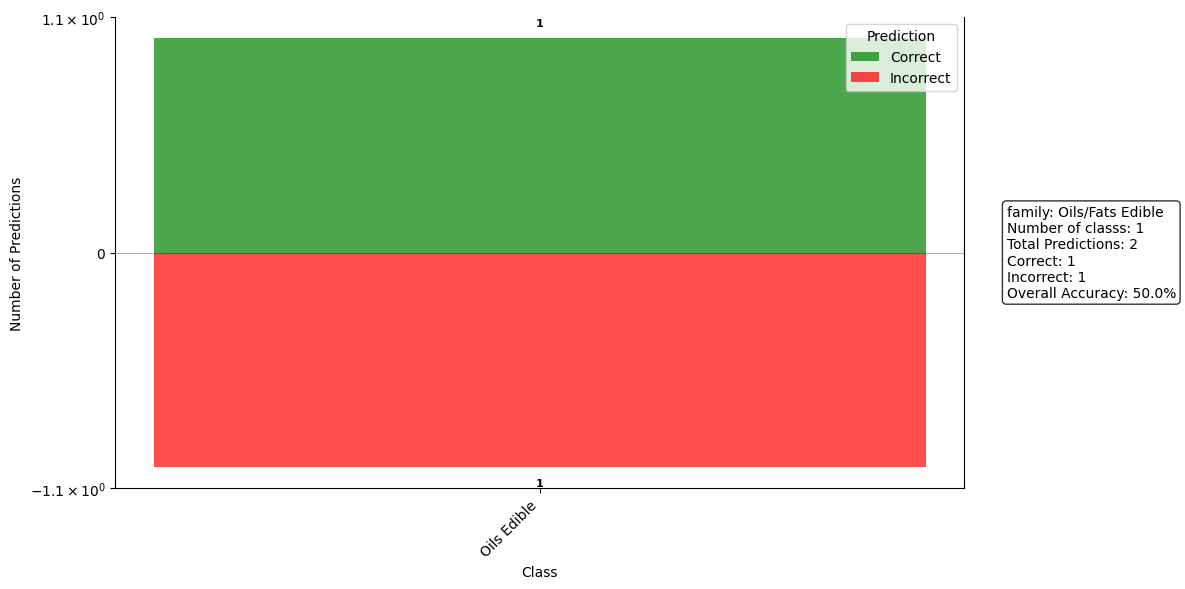 1.1 × 10⁰
1
Prediction
Correct
Incorrect
Number of Predictions
0
family: Oils/Fats Edible
Number of classs: 1
Total Predictions: 2
Correct: 1
Incorrect: 1
Overall Accuracy: 50.0%
1
−1.1 × 10⁰
Oils Edible
Class